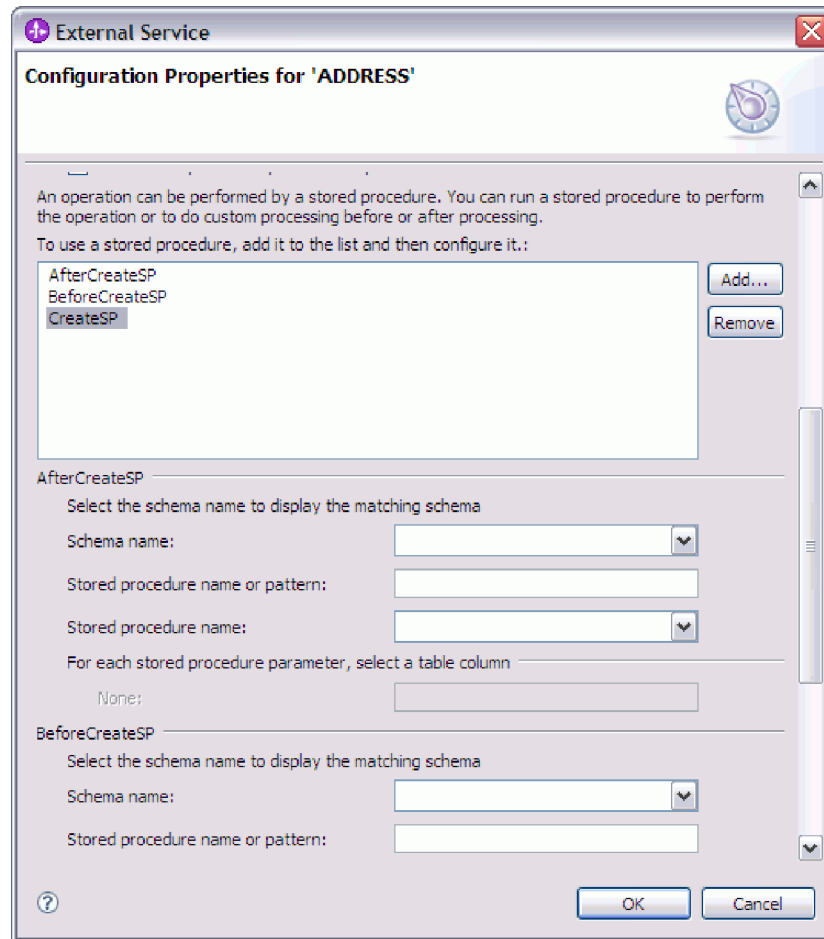 External Service
Configuration Properties for 'ADDRESS'
An operation can be performed by a stored procedure. You can run a stored procedure to perform
the operation or to do custom processing before or after processing.
To use a stored procedure, add it to the list and then configure it.:
AfterCreateSP
BeforeCreateSP
CreateSP
Add...
Remove
AfterCreateSP
Select the schema name to display the matching schema
Schema name:
Stored procedure name or pattern:
Stored procedure name:
For each stored procedure parameter, select a table column
None:
BeforeCreateSP
Select the schema name to display the matching schema
Schema name:
Stored procedure name or pattern:
OK
Cancel